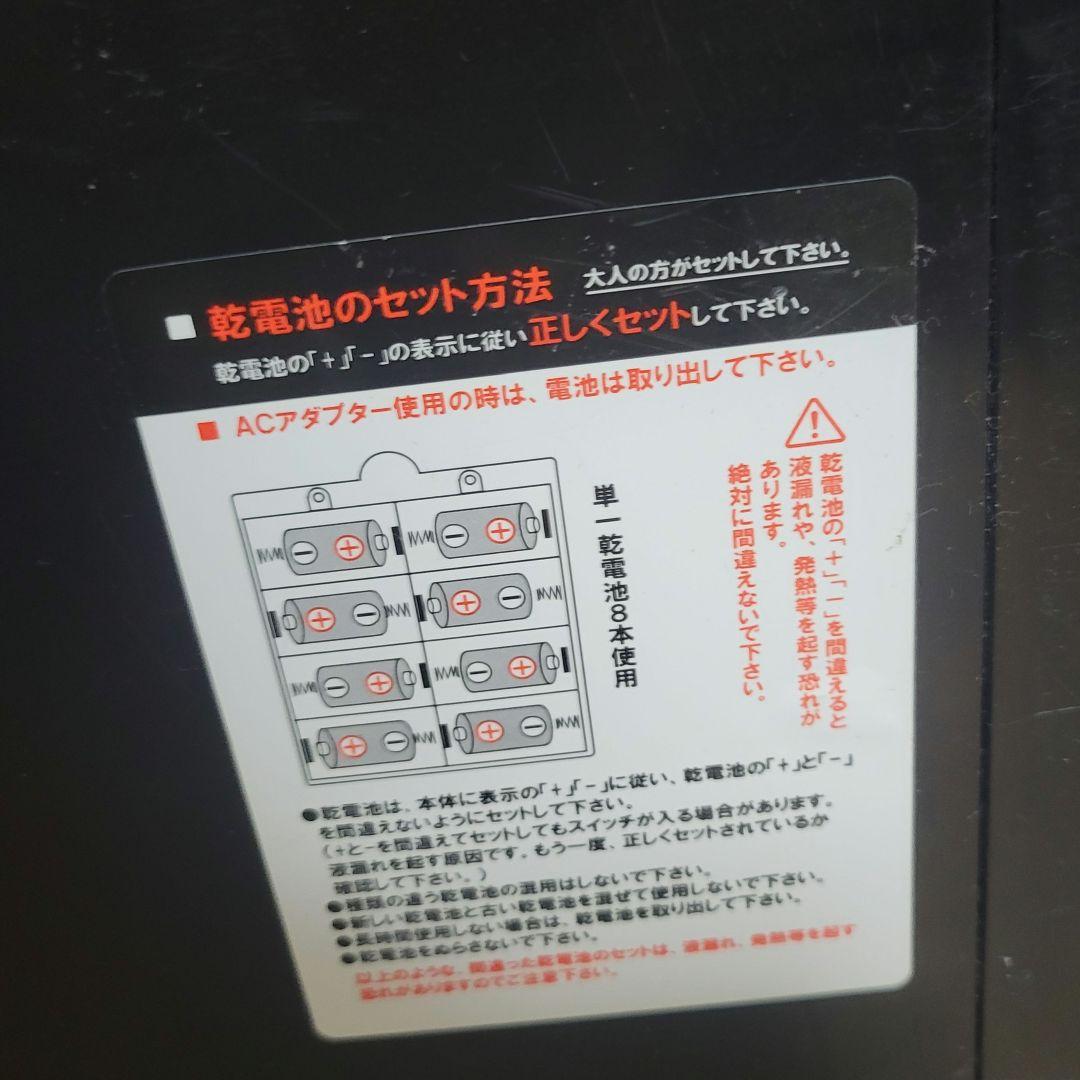 ■ 乾電池のセット方法 大人の方がセットして下さい。
乾電池の「+」「-」の表示に従い正しくセットして下さい。
■ ACアダプター使用の時は、電池は取り出して下さい。
乾電池の「+」「-」を間違えると
液漏れや、発熱等を起す恐れが
あります。
絶対に間違えないで下さい。
単一乾電池8本使用
●乾電池は、本体に表示の「+」「-」に従い、乾電池の「+」と「-」
を間違えないようにセットして下さい。
(+と-を間違えてセットしてもスイッチが入る場合があります。
液漏れを起す原因です。もう一度、正しくセットされているか
確認して下さい。)
●種類の違う乾電池の混用はしないで下さい。
●新しい乾電池と古い乾電池を混ぜて使用しないで下さい。
●長時間使用しない場合は、乾電池を取り出して下さい。
●乾電池をぬらさないで下さい。
以上のような、間違った乾電池のセットは、液漏れ、発熱等を起す
恐れがありますのでご注意下さい。